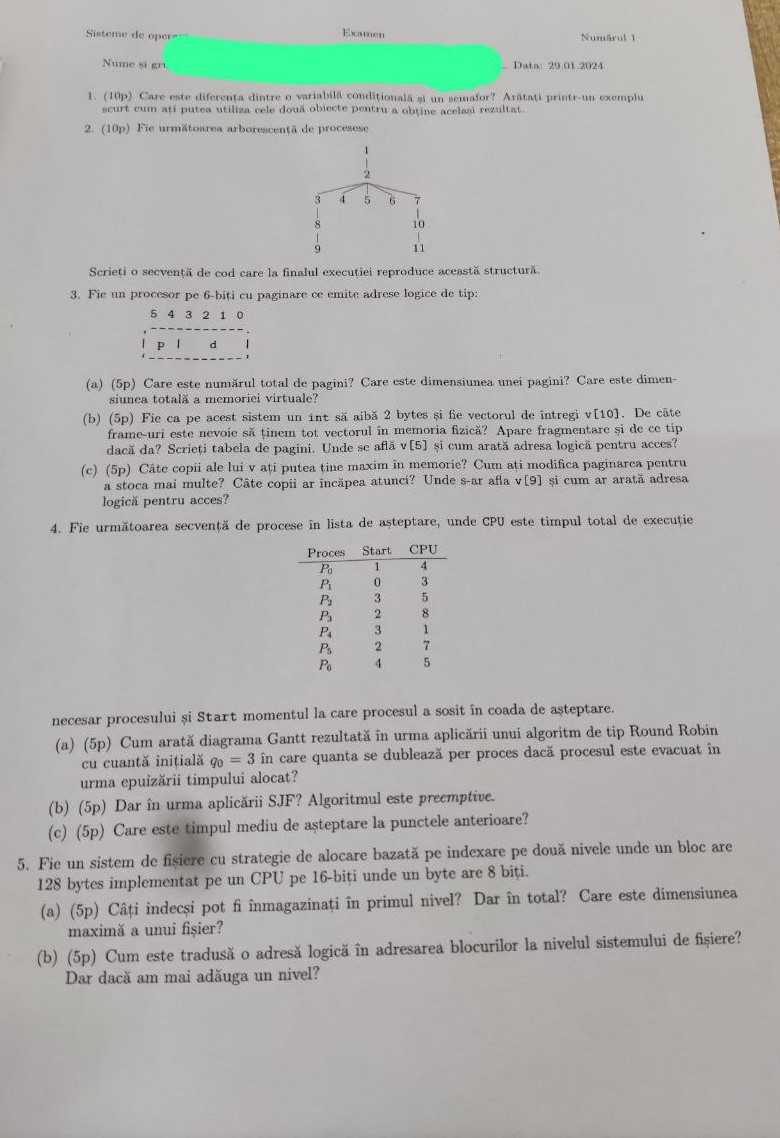 Sisteme de oper
Examen
Numărul 1
Nume și gr
Data: 29.01.2024
1. (10p) Care este diferența dintre o variabilă condițională și un semafor? Arătați printr-un exemplu
scurt cum ați putea utiliza cele două obiecte pentru a obține același rezultat.
2. (10p) Fie următoarea arborescență de procesese
1
2
3 4 5 6 7
8 10
9 11
Scrieți o secvență de cod care la finalul execuției reproduce această structură.
3. Fie un procesor pe 6-biți cu paginare ce emite adrese logice de tip:
5 4 3 2 1 0
| p | d |
(a) (5p) Care este numărul total de pagini? Care este dimensiunea unei pagini? Care este dimen-
siunea totală a memoriei virtuale?
(b) (5p) Fie ca pe acest sistem un int să aibă 2 bytes și fie vectorul de întregi v[10]. De câte
frame-uri este nevoie să ținem tot vectorul în memoria fizică? Apare fragmentare și de ce tip
dacă da? Scrieți tabela de pagini. Unde se află v[5] și cum arată adresa logică pentru acces?
(c) (5p) Câte copii ale lui v ați putea ține maxim în memorie? Cum ați modifica paginarea pentru
a stoca mai multe? Câte copii ar încăpea atunci? Unde s-ar afla v[9] și cum ar arată adresa
logică pentru acces?
4. Fie următoarea secvență de procese în lista de așteptare, unde CPU este timpul total de execuție
Proces Start CPU
P0 1 4
P1 0 3
P2 3 5
P3 2 8
P4 3 1
P5 2 7
P6 4 5
necesar procesului și Start momentul la care procesul a sosit în coada de așteptare.
(a) (5p) Cum arată diagrama Gantt rezultată în urma aplicării unui algoritm de tip Round Robin
cu cuantă inițială q0 = 3 în care quanta se dublează per proces dacă procesul este evacuat în
urma epuizării timpului alocat?
(b) (5p) Dar în urma aplicării SJF? Algoritmul este preemptive.
(c) (5p) Care este timpul mediu de așteptare la punctele anterioare?
5. Fie un sistem de fișiere cu strategie de alocare bazată pe indexare pe două nivele unde un bloc are
128 bytes implementat pe un CPU pe 16-biți unde un byte are 8 biți.
(a) (5p) Câți indecși pot fi înmagazinați în primul nivel? Dar în total? Care este dimensiunea
maximă a unui fișier?
(b) (5p) Cum este tradusă o adresă logică în adresarea blocurilor la nivelul sistemului de fișiere?
Dar dacă am mai adăuga un nivel?